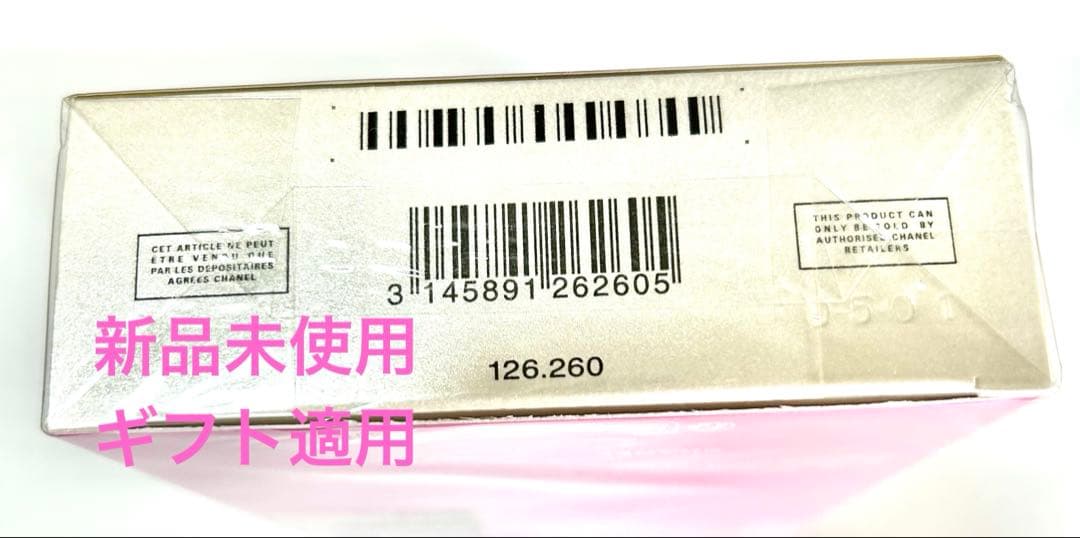 CET ARTICLE NE PEUT
ÊTRE VENDU QUE
PAR LES DEPOSITAIRES
AGRÉÉS CHANEL
THIS PRODUCT CAN
ONLY BE SOLD BY
AUTHORISED CHANEL
RETAILERS
3 145891 262605
126.260
新品未使用
ギフト適用